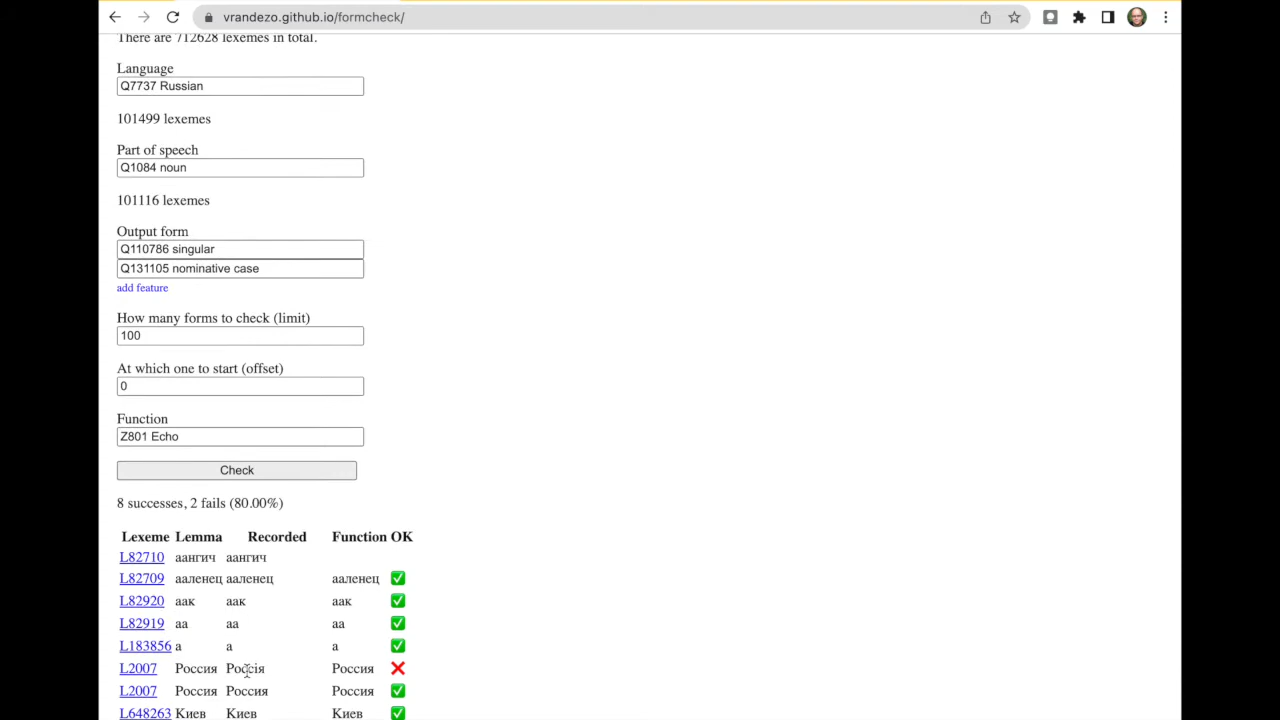 vrandezo.github.io/formcheck/
There are 712628 lexemes in total.
Language
Q7737 Russian
101499 lexemes
Part of speech
Q1084 noun
101116 lexemes
Output form
Q110786 singular
Q131105 nominative case
add feature
How many forms to check (limit)
100
At which one to start (offset)
0
Function
Z801 Echo
Check
8 successes, 2 fails (80.00%)
Lexeme Lemma Recorded Function OK
L82710 аангич аангич
L82709 ааленец ааленец ааленец
L82920 аак аак аак
L82919 аа аа аа
L183856 а а а
L2007 Россия Россія Россия
L2007 Россия Россия Россия
L648263 Киев Киев Киев